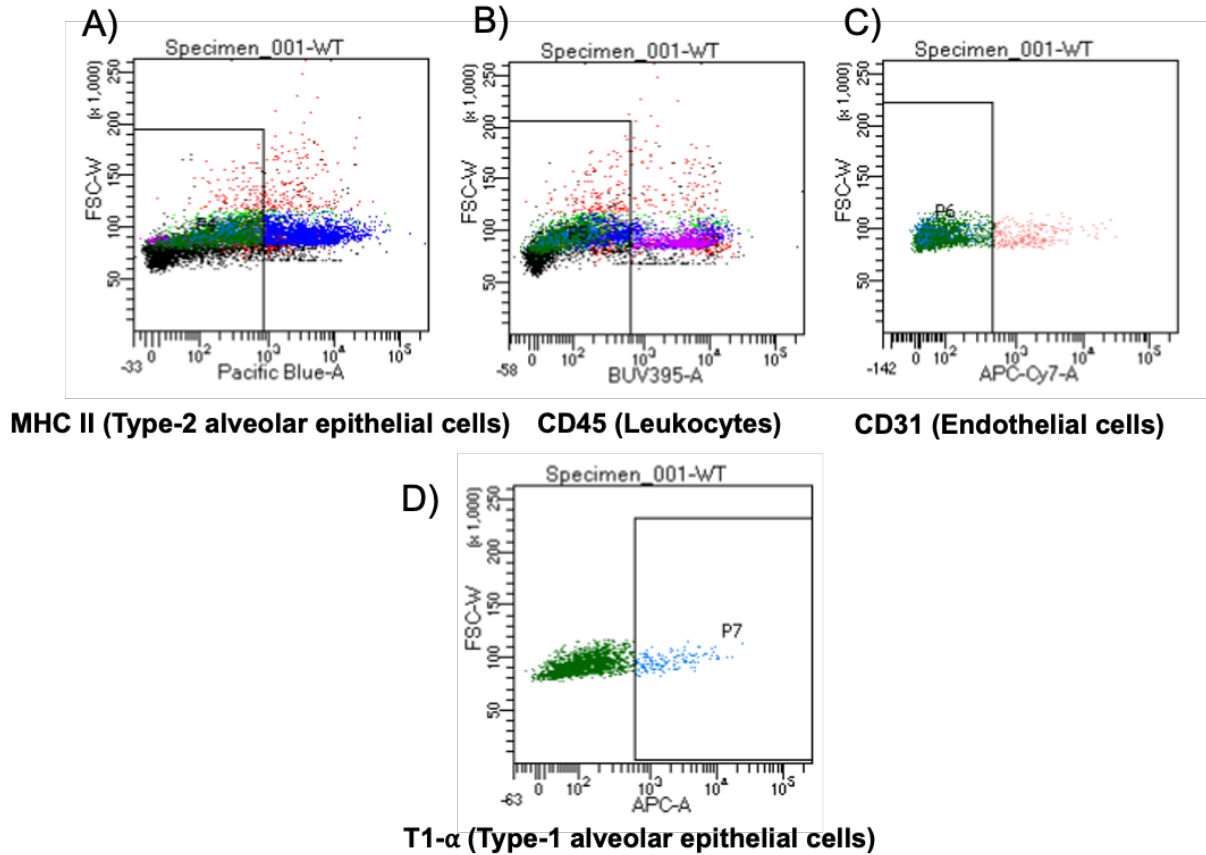 A)
Specimen_001-WT
FSC-W
(x 1,000)
50 100 150 200 250
-33 0 10² 10³ 10⁴ 10⁵
Pacific Blue-A
MHC II (Type-2 alveolar epithelial cells)
B)
Specimen_001-WT
FSC-W
(x 1,000)
50 100 150 200 250
P5
-58 0 10² 10³ 10⁴ 10⁵
BUV395-A
CD45 (Leukocytes)
C)
Specimen_001-WT
FSC-W
(x 1,000)
50 100 150 200 250
P6
-142 0 10² 10³ 10⁴ 10⁵
APC-Cy7-A
CD31 (Endothelial cells)
D)
Specimen_001-WT
FSC-W
(x 1,000)
50 100 150 200 250
P7
-63 0 10² 10³ 10⁴ 10⁵
APC-A
T1-α (Type-1 alveolar epithelial cells)